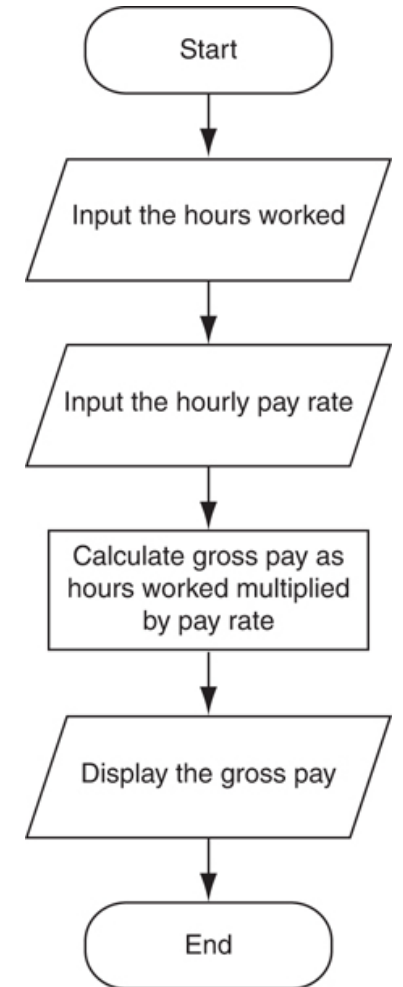 Start
Input the hours worked
Input the hourly pay rate
Calculate gross pay as
hours worked multiplied
by pay rate
Display the gross pay
End